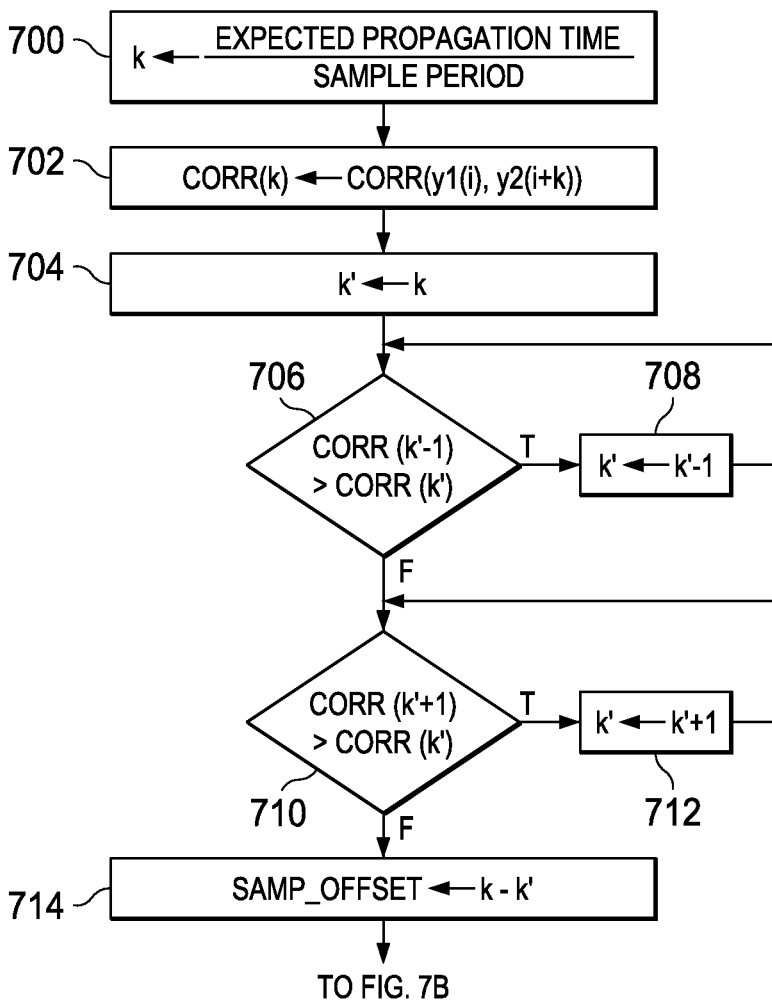 700
k ← EXPECTED PROPAGATION TIME
SAMPLE PERIOD
702
CORR(k) ← CORR(y1(i), y2(i+k))
704
k' ← k
706
CORR (k'-1)
> CORR (k')
T
708
k' ← k'-1
F
CORR (k'+1)
> CORR (k')
T
k' ← k'+1
710
712
F
714
SAMP_OFFSET ← k - k'
TO FIG. 7B